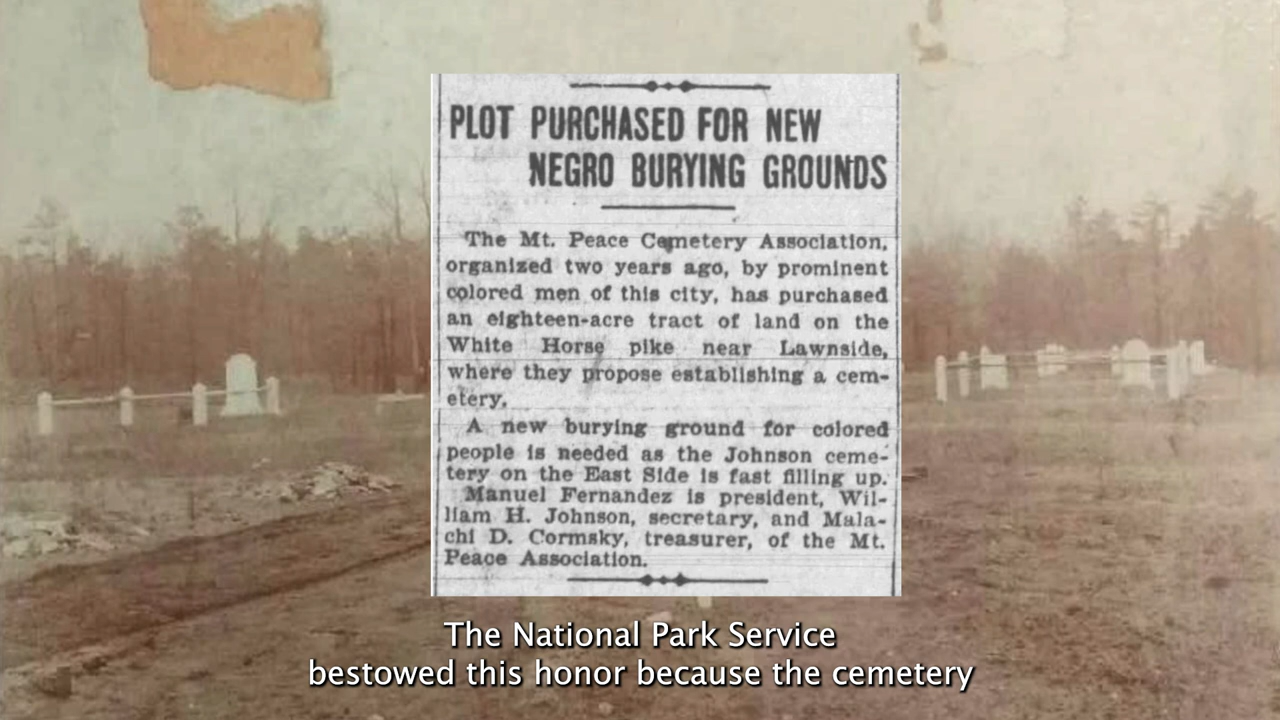 PLOT PURCHASED FOR NEW
NEGRO BURYING GROUNDS
The Mt. Peace Cemetery Association,
organized two years ago, by prominent
colored men of this city, has purchased
an eighteen-acre tract of land on the
White Horse pike near Lawnside,
where they propose establishing a cem-
etery.
A new burying ground for colored
people is needed as the Johnson ceme-
tery on the East Side is fast filling up.
Manuel Fernandez is president, Wil-
liam H. Johnson, secretary, and Mala-
chi D. Cormsky, treasurer, of the Mt.
Peace Association.
The National Park Service
bestowed this honor because the cemetery